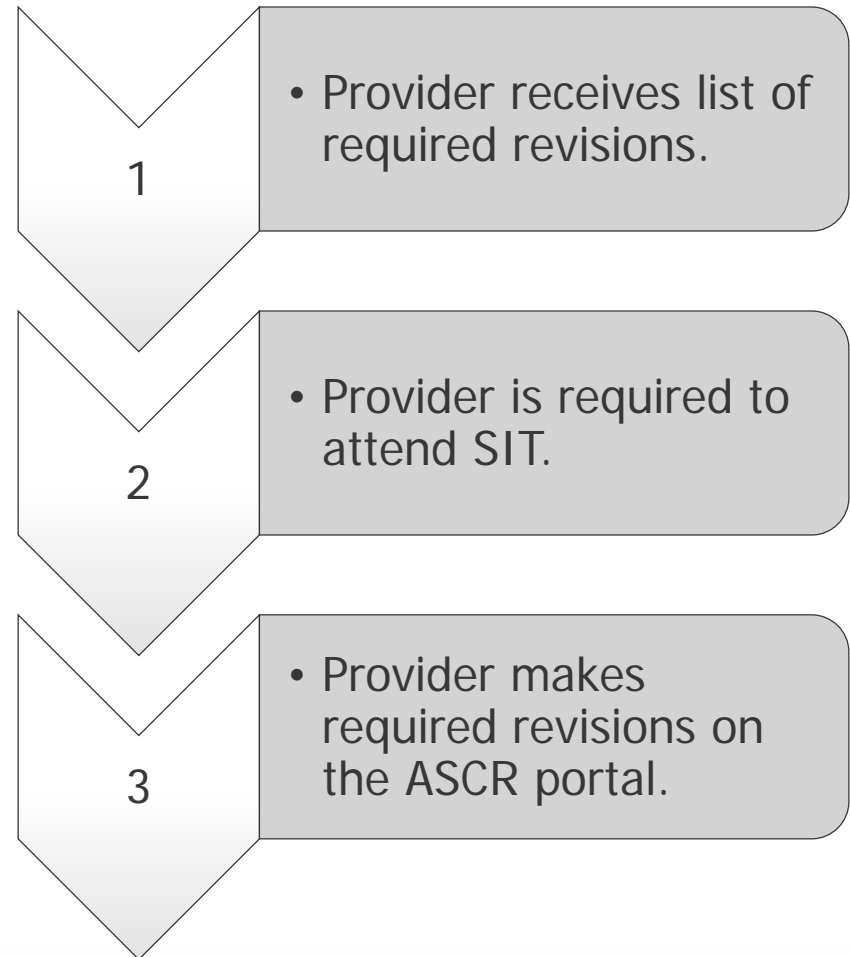 1
• Provider receives list of
required revisions.
2
• Provider is required to
attend SIT.
3
• Provider makes
required revisions on
the ASCR portal.